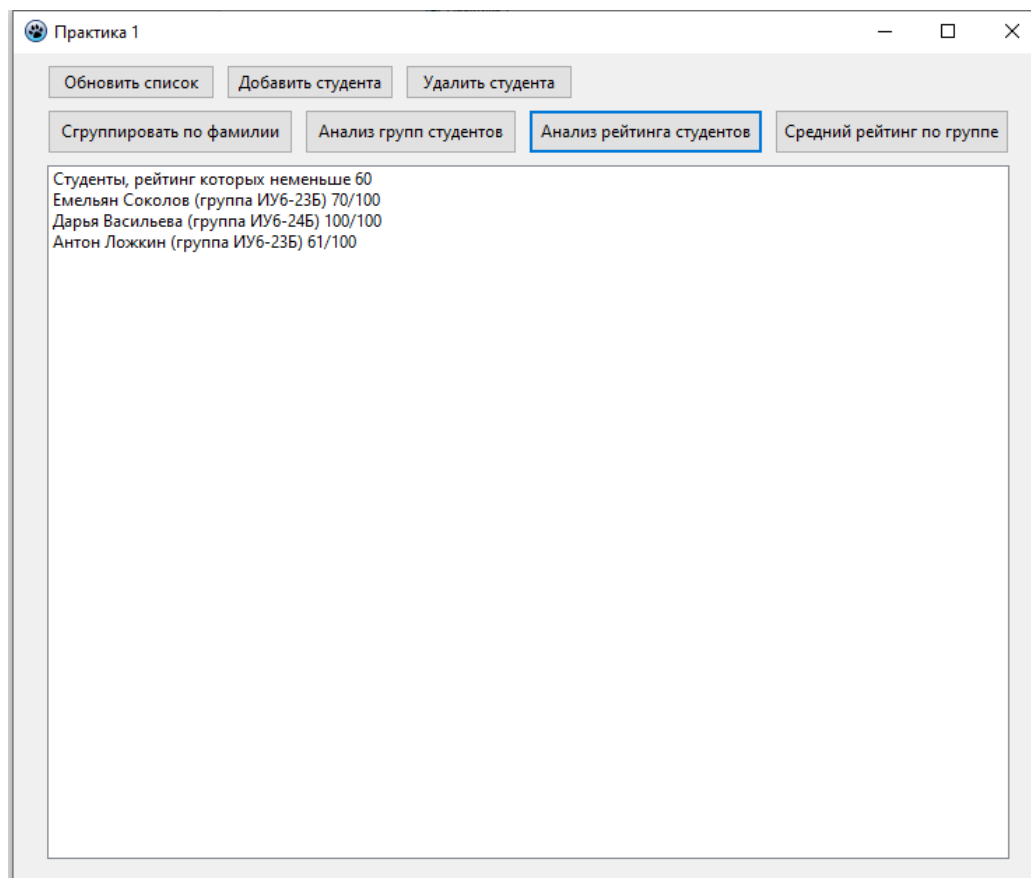 Практика 1
Обновить список Добавить студента Удалить студента
Сгруппировать по фамилии Анализ групп студентов Анализ рейтинга студентов Средний рейтинг по группе
Студенты, рейтинг которых неменьше 60
Емельян Соколов (группа ИУ6-23Б) 70/100
Дарья Васильева (группа ИУ6-24Б) 100/100
Антон Ложкин (группа ИУ6-23Б) 61/100